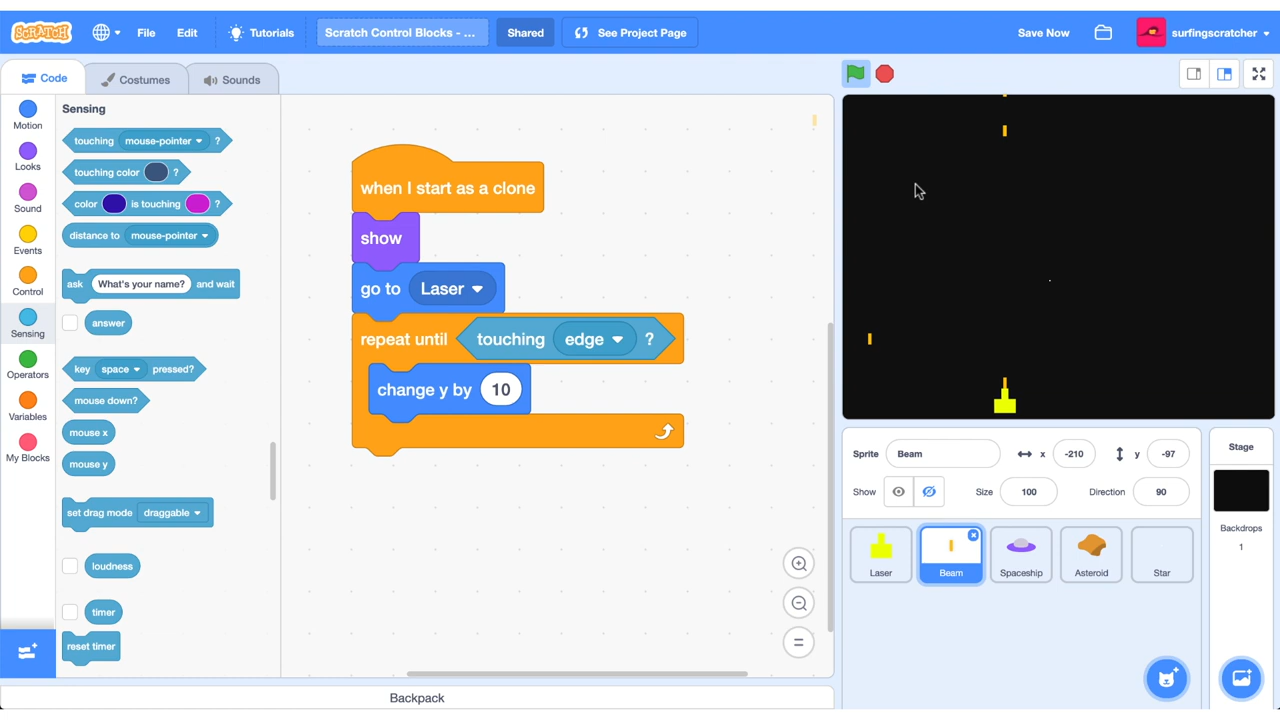 SCRATCH File Edit Tutorials Scratch Control Blocks - ... Shared See Project Page Save Now surfingscratcher
Code Costumes Sounds
Motion
Looks
Sound
Events
Control
Sensing
Operators
Variables
My Blocks
Sensing
touching mouse-pointer ?
touching color ?
color is touching ?
distance to mouse-pointer
ask What's your name? and wait
answer
key space pressed?
mouse down?
mouse x
mouse y
set drag mode draggable
loudness
timer
reset timer
when I start as a clone
show
go to Laser
repeat until touching edge ?
change y by 10
Backpack
Sprite Beam x -210 y -97
Show Size 100 Direction 90
Laser Beam Spaceship Asteroid Star
Stage
Backdrops
1